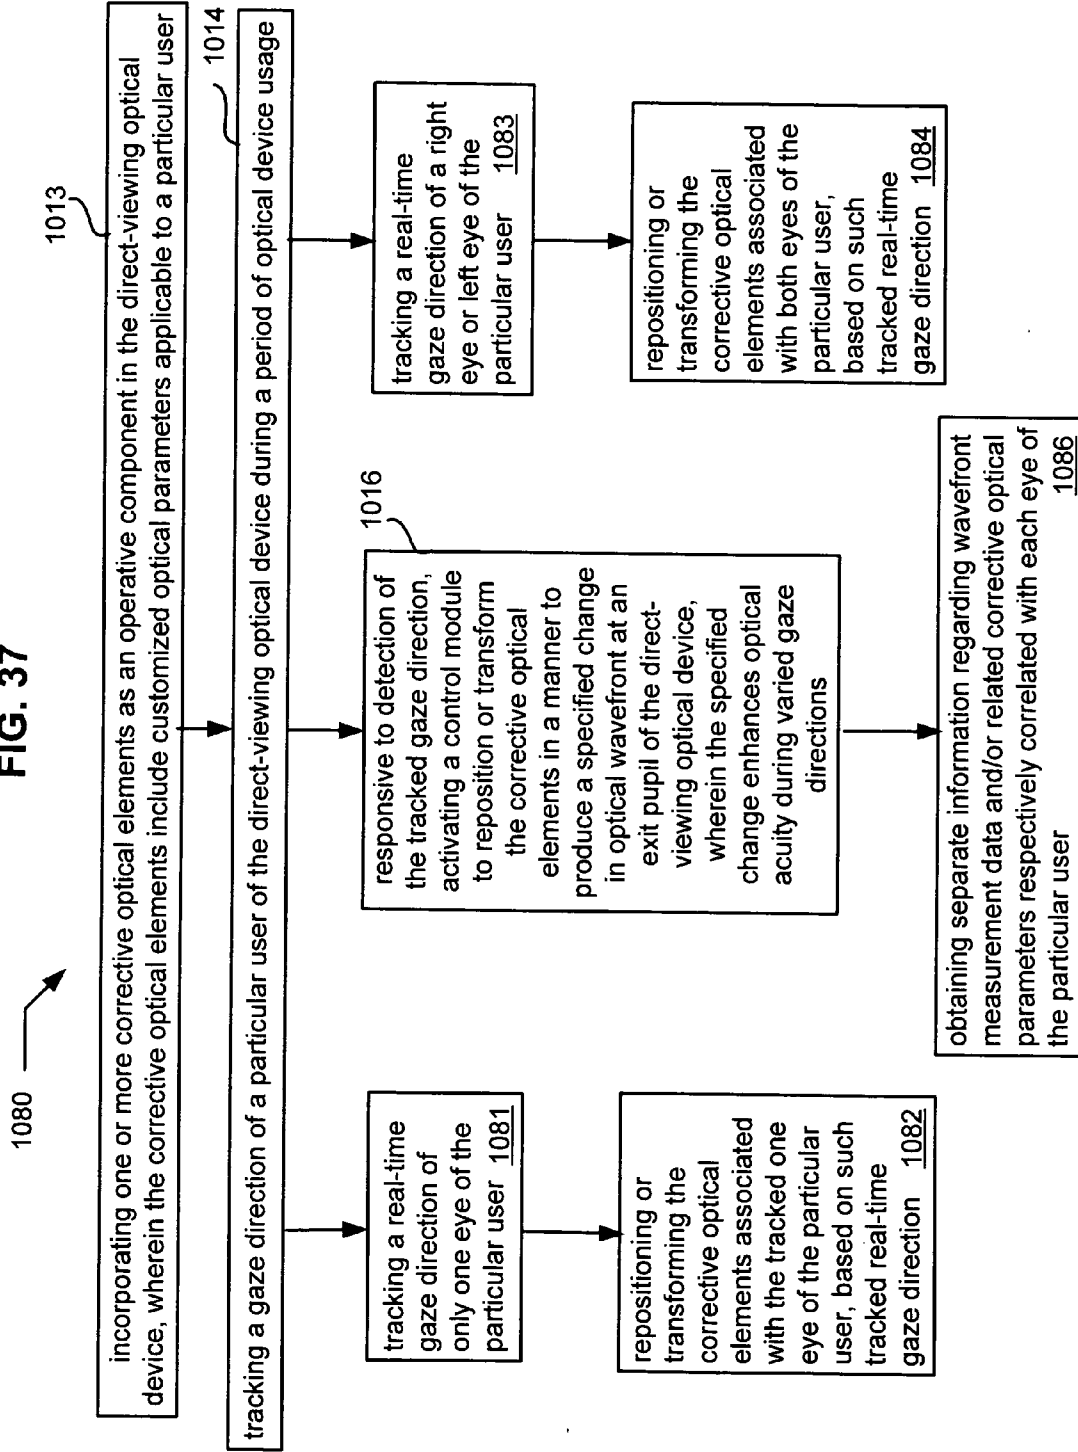 FIG. 37
1080
1013
incorporating one or more corrective optical elements as an operative component in the direct-viewing optical
device, wherein the corrective optical elements include customized optical parameters applicable to a particular user
1014
tracking a gaze direction of a particular user of the direct-viewing optical device during a period of optical device usage
tracking a real-time
gaze direction of
only one eye of the
particular user 1081
repositioning or
transforming the
corrective optical
elements associated
with the tracked one
eye of the particular
user, based on such
tracked real-time
gaze direction 1082
1016
responsive to detection of
the tracked gaze direction,
activating a control module
to reposition or transform
the corrective optical
elements in a manner to
produce a specified change
in optical wavefront at an
exit pupil of the direct-
viewing optical device,
wherein the specified
change enhances optical
acuity during varied gaze
directions
obtaining separate information regarding wavefront
measurement data and/or related corrective optical
parameters respectively correlated with each eye of
the particular user 1086
tracking a real-time
gaze direction of a right
eye or left eye of the
particular user 1083
repositioning or
transforming the
corrective optical
elements associated
with both eyes of the
particular user,
based on such
tracked real-time
gaze direction 1084